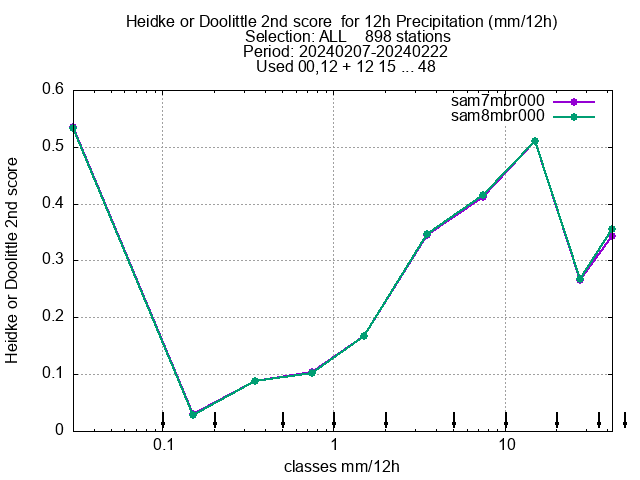 Heidke or Doolittle 2nd score  for 12h Precipitation (mm/12h)
Selection: ALL    898 stations
Period: 20240207-20240222
Used 00,12 + 12 15 ... 48
sam7mbr000
sam8mbr000
Heidke or Doolittle 2nd score
0.6
0.5
0.4
0.3
0.2
0.1
0
0.1
1
10
classes mm/12h